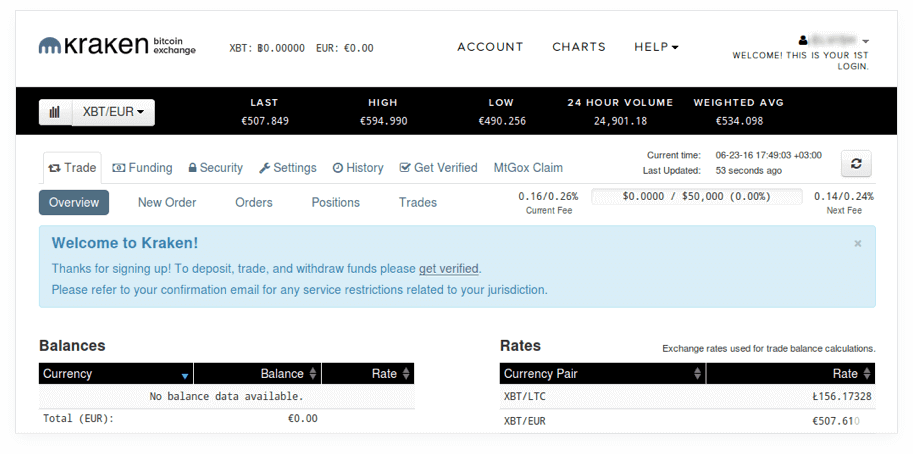 kraken bitcoin exchange
XBT: ฿0.00000 EUR: €0.00
ACCOUNT CHARTS HELP
WELCOME! THIS IS YOUR 1ST
LOGIN.
XBT/EUR
LAST HIGH LOW 24 HOUR VOLUME WEIGHTED AVG
€507.849 €594.990 €490.256 24,901.18 €534.098
Trade Funding Security Settings History Get Verified MtGox Claim
Current time: 06-23-16 17:49:03 +03:00
Last Updated: 53 seconds ago
Overview New Order Orders Positions Trades
0.16/0.26% $0.0000 / $50,000 (0.00%) 0.14/0.24%
Current Fee Next Fee
Welcome to Kraken! ×
Thanks for signing up! To deposit, trade, and withdraw funds please get verified.
Please refer to your confirmation email for any service restrictions related to your jurisdiction.
Balances
Currency Balance Rate
No balance data available.
Total (EUR): €0.00
Rates Exchange rates used for trade balance calculations.
Currency Pair Rate
XBT/LTC Ł156.17328
XBT/EUR €507.610